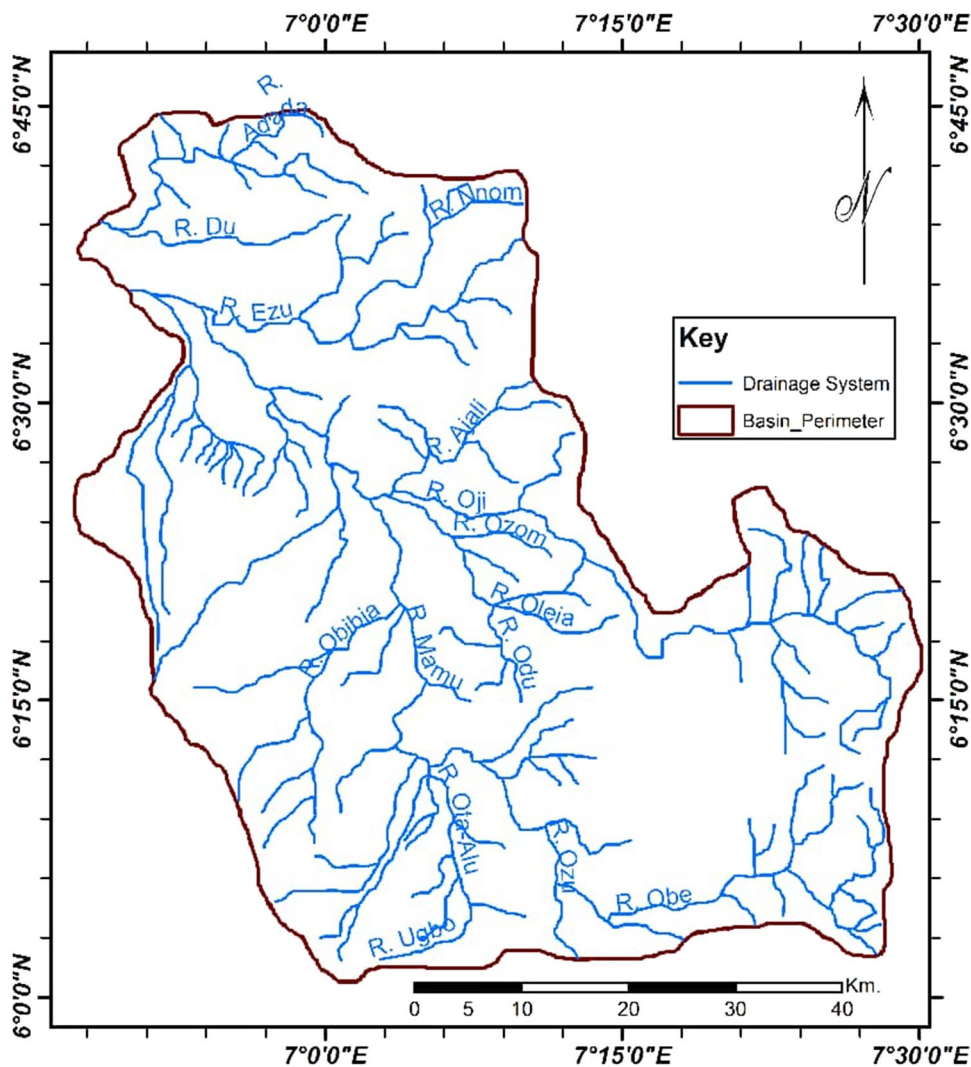 7°0'0"E 7°15'0"E 7°30'0"E
6°45'0"N 6°45'0"N
R.
Adada
R. Nnom
R. Du
R. Ezu
Key
Drainage System
Basin_Perimeter
6°30'0"N 6°30'0"N
R. Ajali
R. Oji
R. Ozom
R. Oleia
R. Obibia
R. Mamu
R. Odu
6°15'0"N 6°15'0"N
R. Ota-Alu
R. Ozu
R. Obe
R. Ugbo
Km.
0 5 10 20 30 40
6°0'0"N 6°0'0"N
7°0'0"E 7°15'0"E 7°30'0"E
N